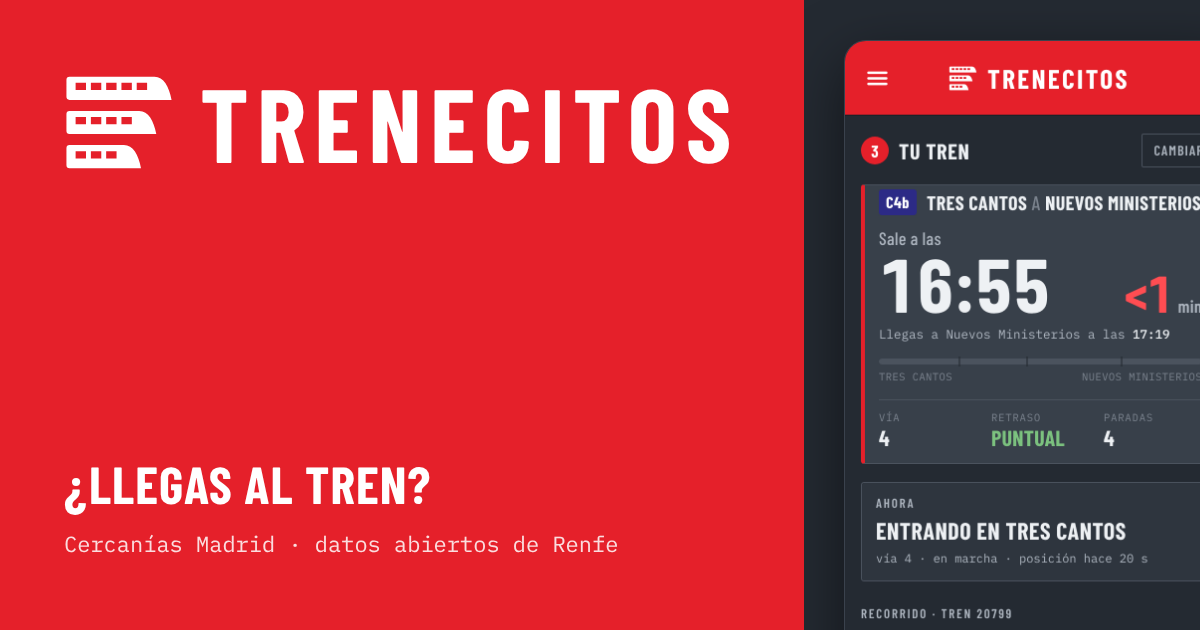 TRENECITOS
¿LLEGAS AL TREN?
Cercanías Madrid · datos abiertos de Renfe
TRENECITOS
3 TU TREN
CAMBIAR
C4b TRES CANTOS A NUEVOS MINISTERIOS
Sale a las
16:55 <1 min
Llegas a Nuevos Ministerios a las 17:19
TRES CANTOS NUEVOS MINISTERIOS
VÍA RETRASO PARADAS
4 PUNTUAL 4
AHORA
ENTRANDO EN TRES CANTOS
vía 4 · en marcha · posición hace 20 s
RECORRIDO · TREN 20799